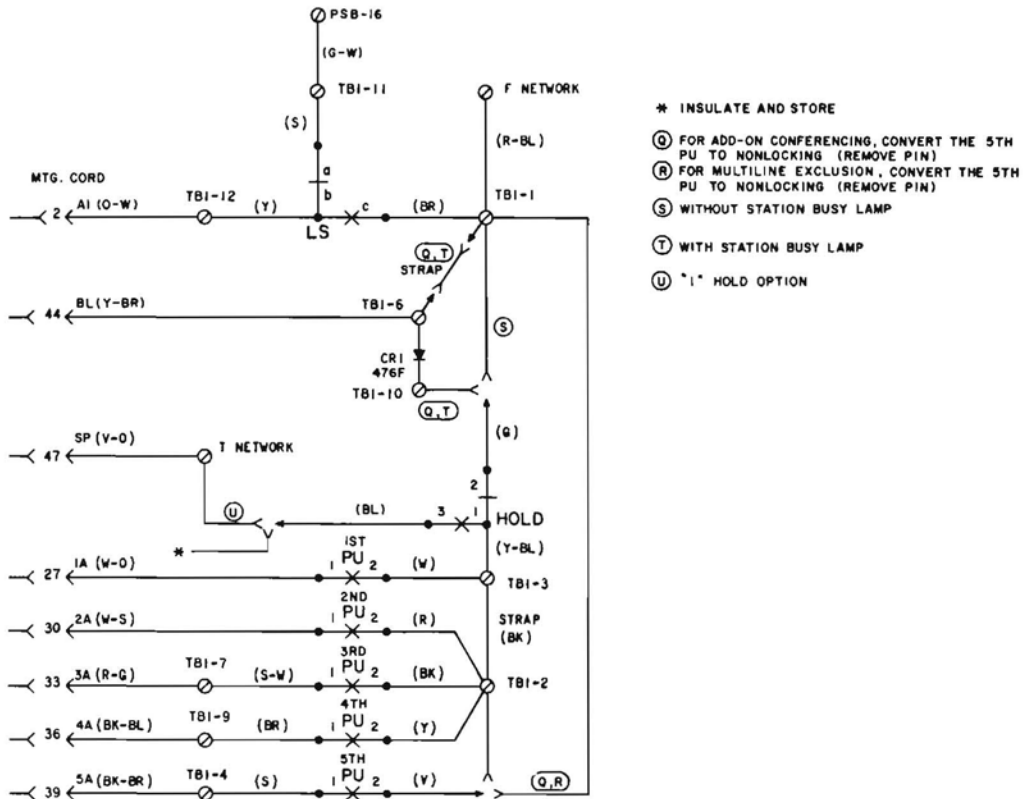 PSB-16
(G-W)
TB1-11
F NETWORK
(S)
(R-BL)
* INSULATE AND STORE
Q FOR ADD-ON CONFERENCING, CONVERT THE 5TH
PU TO NONLOCKING (REMOVE PIN)
R FOR MULTILINE EXCLUSION, CONVERT THE 5TH
PU TO NONLOCKING (REMOVE PIN)
S WITHOUT STATION BUSY LAMP
T WITH STATION BUSY LAMP
U "I" HOLD OPTION
MTG. CORD
2 A1 (O-W)
TB1-12
(Y)
a
b
LS
c
(BR)
TB1-1
Q,T
STRAP
44 BL(Y-BR)
TB1-6
S
CR1
476F
TB1-10
Q,T
(G)
47 SP (V-O)
T NETWORK
2
U
(BL)
3
1
HOLD
*
(Y-BL)
27 1A (W-O)
1ST
1 PU 2
(W)
TB1-3
30 2A (W-S)
2ND
1 PU 2
(R)
STRAP
(BK)
33 3A (R-G)
TB1-7
(S-W)
3RD
1 PU 2
(BK)
TB1-2
36 4A (BK-BL)
TB1-9
(BR)
4TH
1 PU 2
(Y)
39 5A (BK-BR)
TB1-4
(S)
5TH
1 PU 2
(V)
Q,R